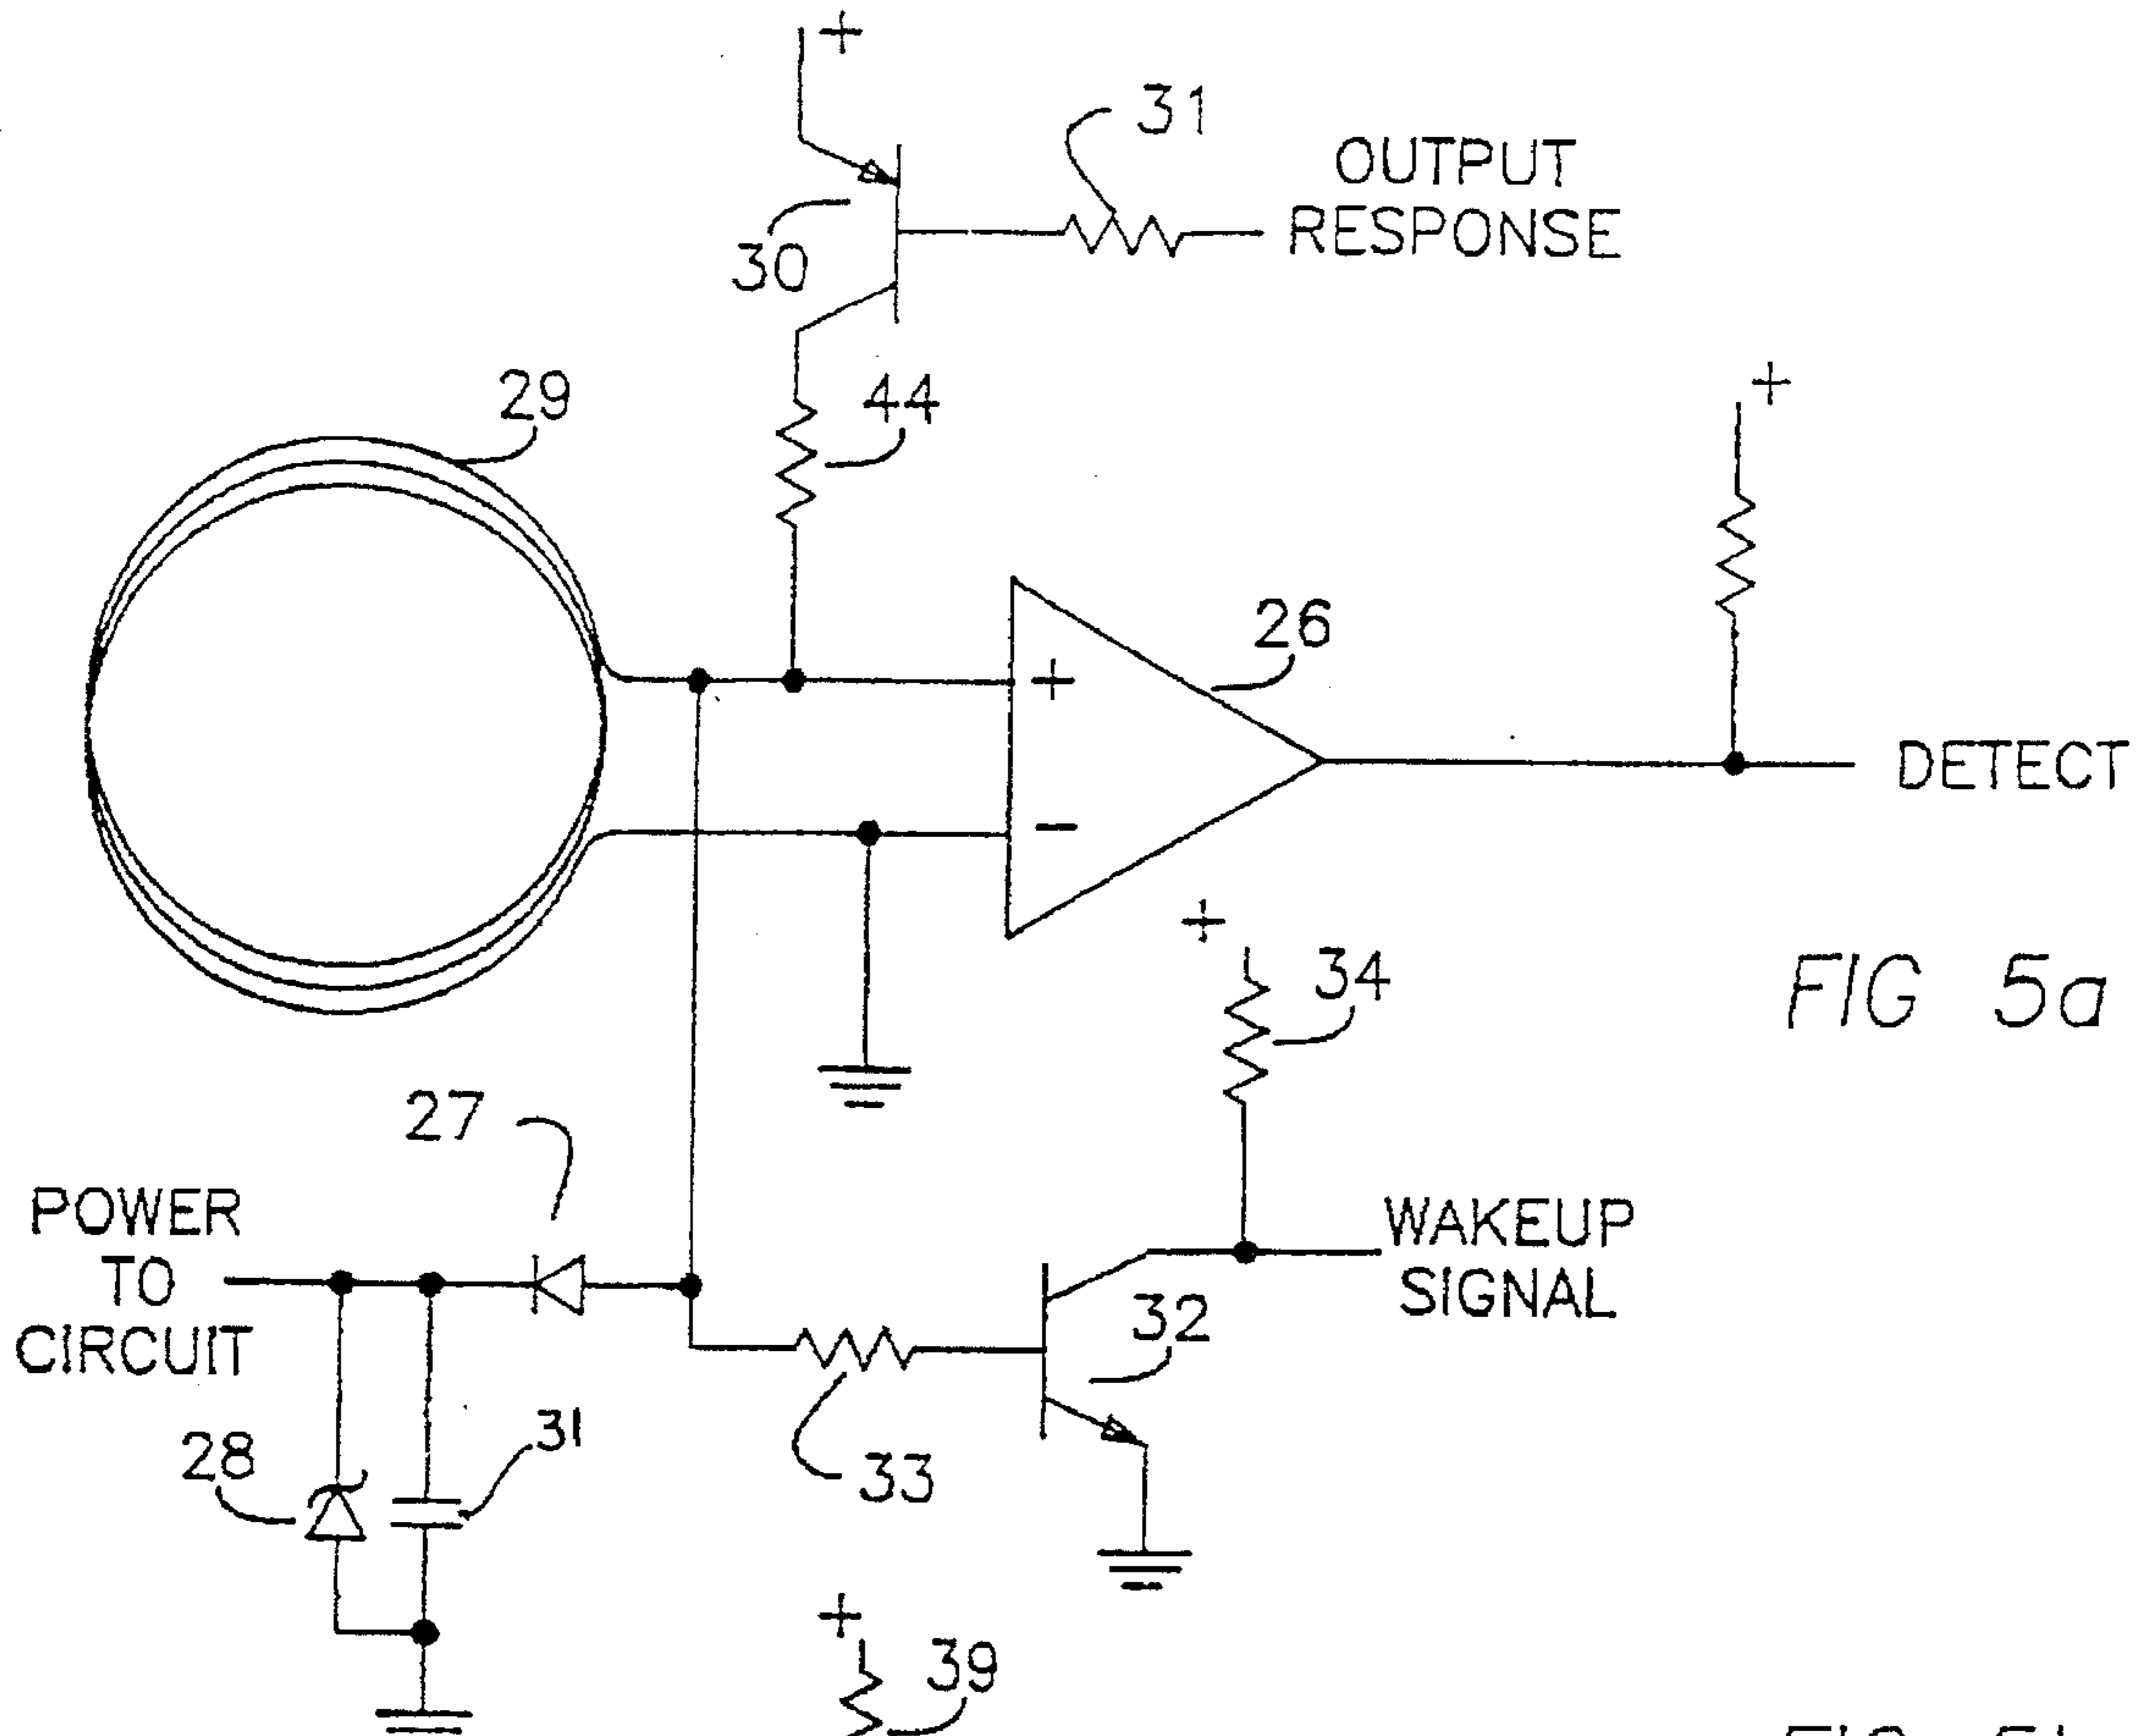 +
31
OUTPUT
RESPONSE
30
44
29
+
26
+
-
DETECT
+
34
FIG 5a
27
POWER
TO
CIRCUIT
WAKEUP
SIGNAL
32
31
28
33
+
39
FIG